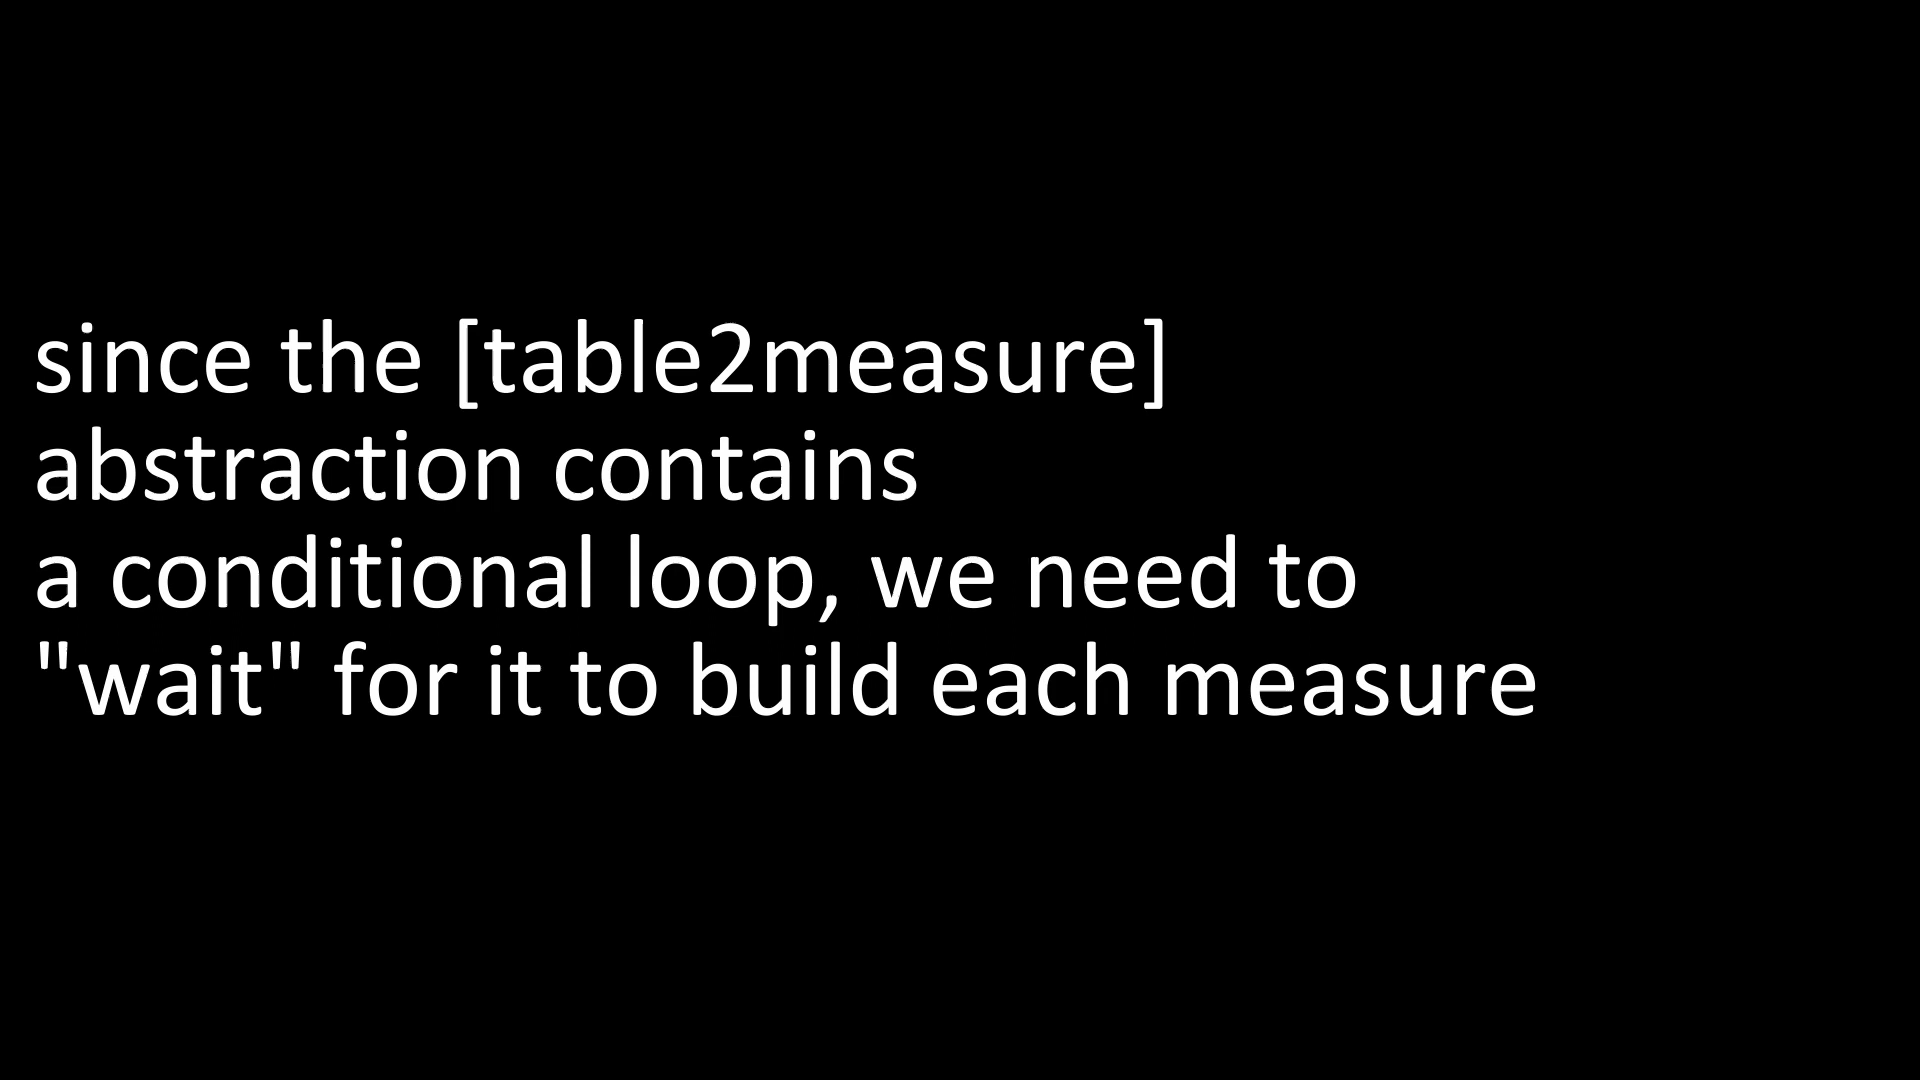 since the [table2measure]
abstraction contains
a conditional loop, we need to
"wait" for it to build each measure